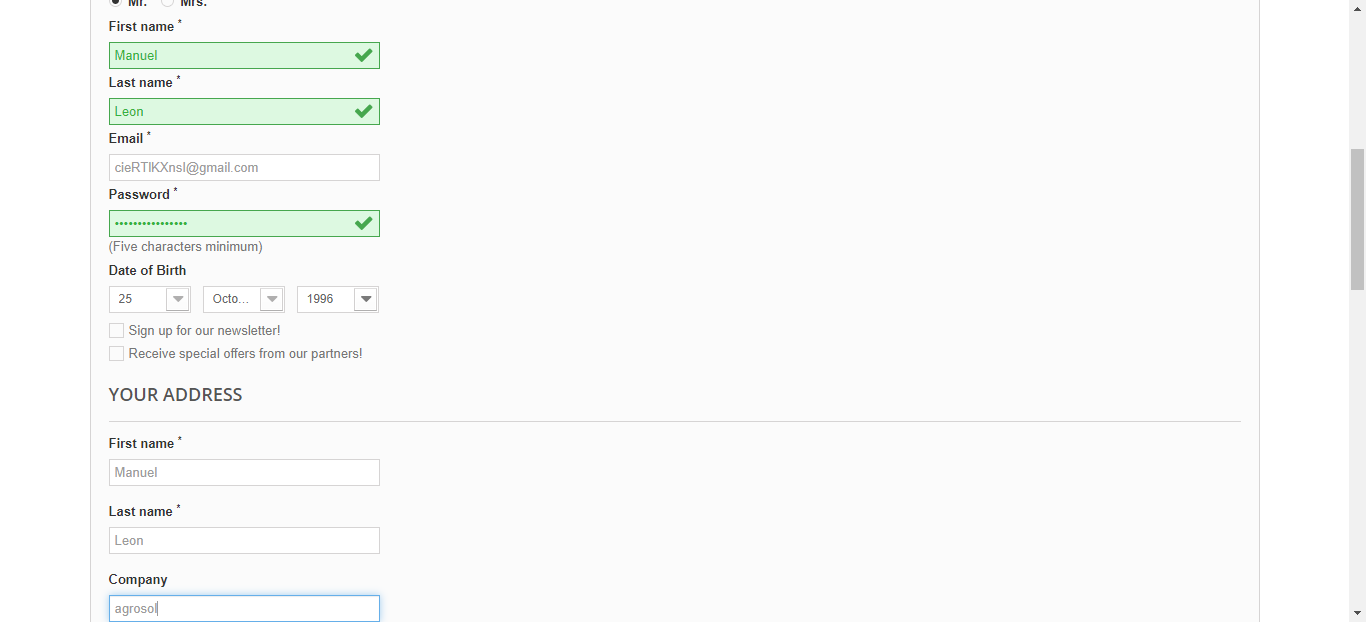 Mr. Mrs.
First name *
Manuel
Last name *
Leon
Email *
cieRTIKXnsI@gmail.com
Password *
••••••••••••••••
(Five characters minimum)
Date of Birth
25 Octo... 1996
Sign up for our newsletter!
Receive special offers from our partners!
YOUR ADDRESS
First name *
Manuel
Last name *
Leon
Company
agrosol